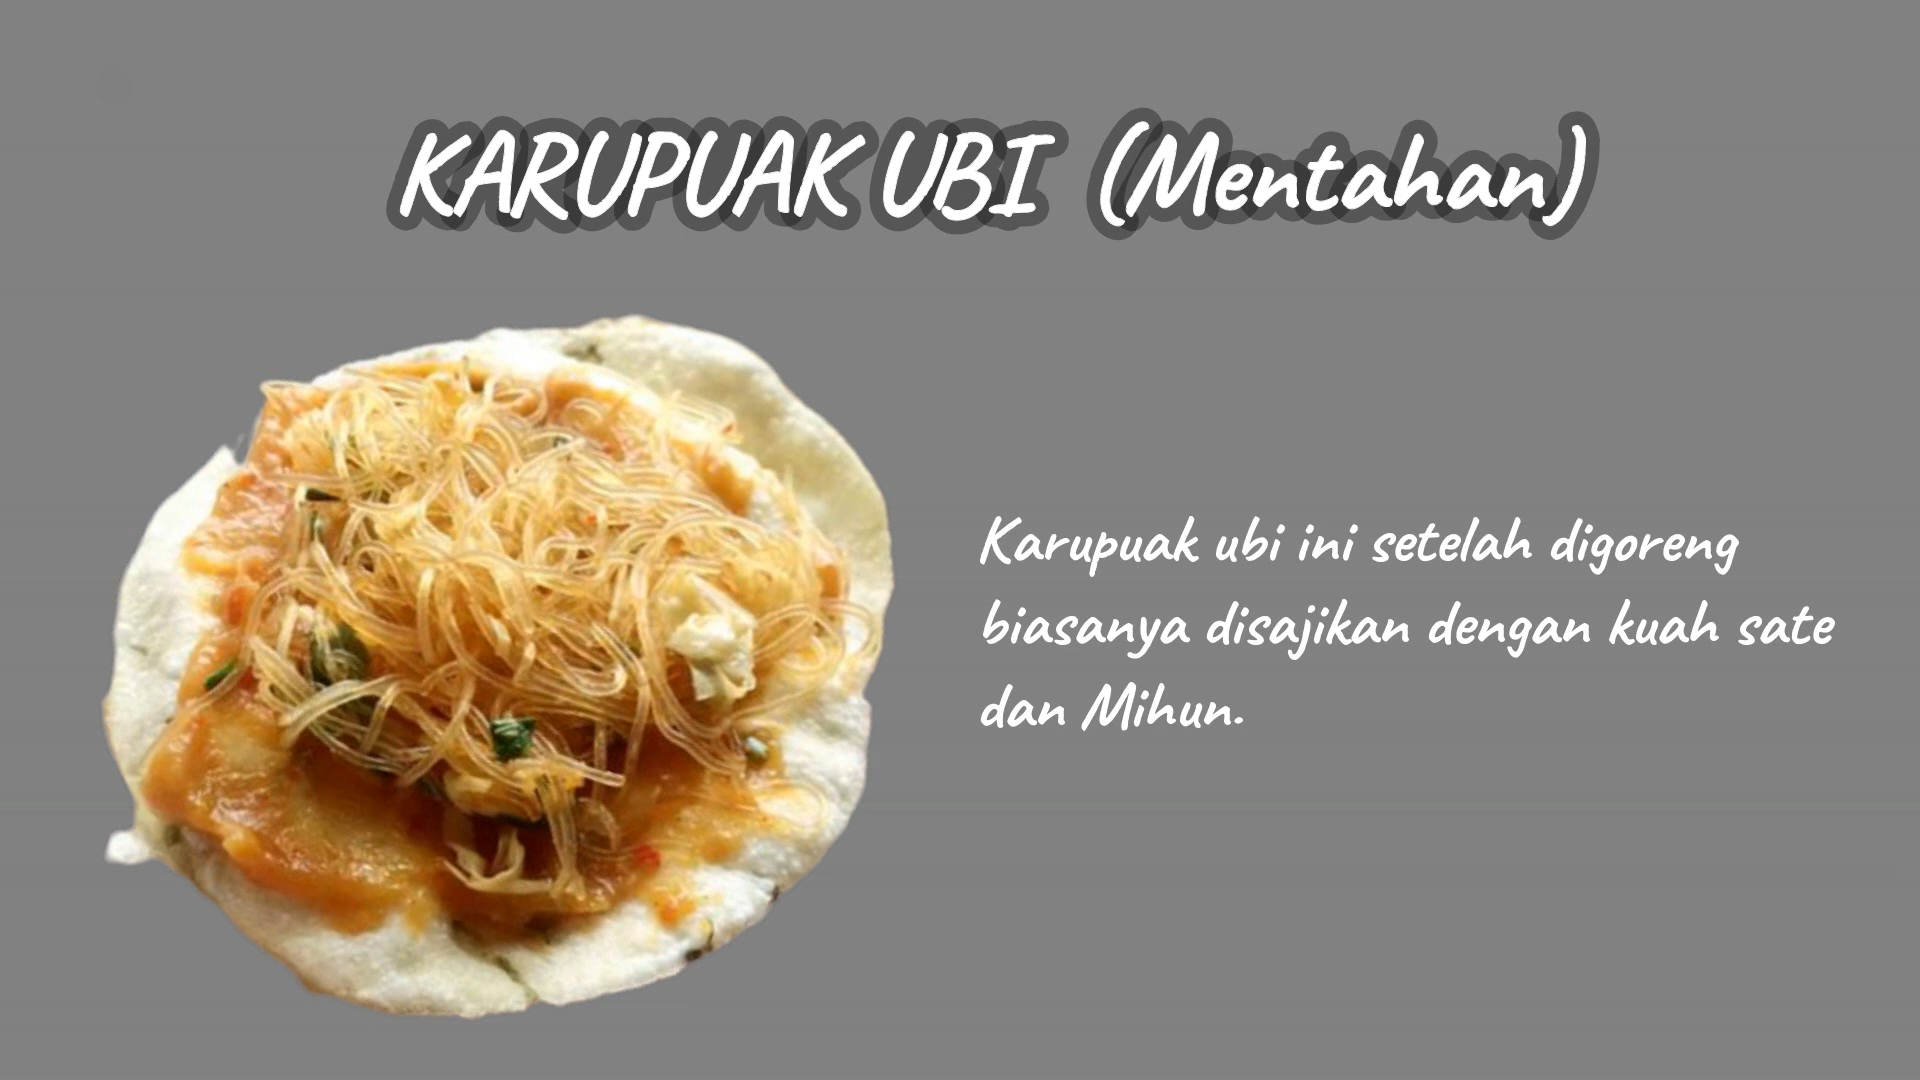 KARUPUAK UBI (Mentahan)
Karupuak ubi ini setelah digoreng
biasanya disajikan dengan kuah sate
dan Mihun.